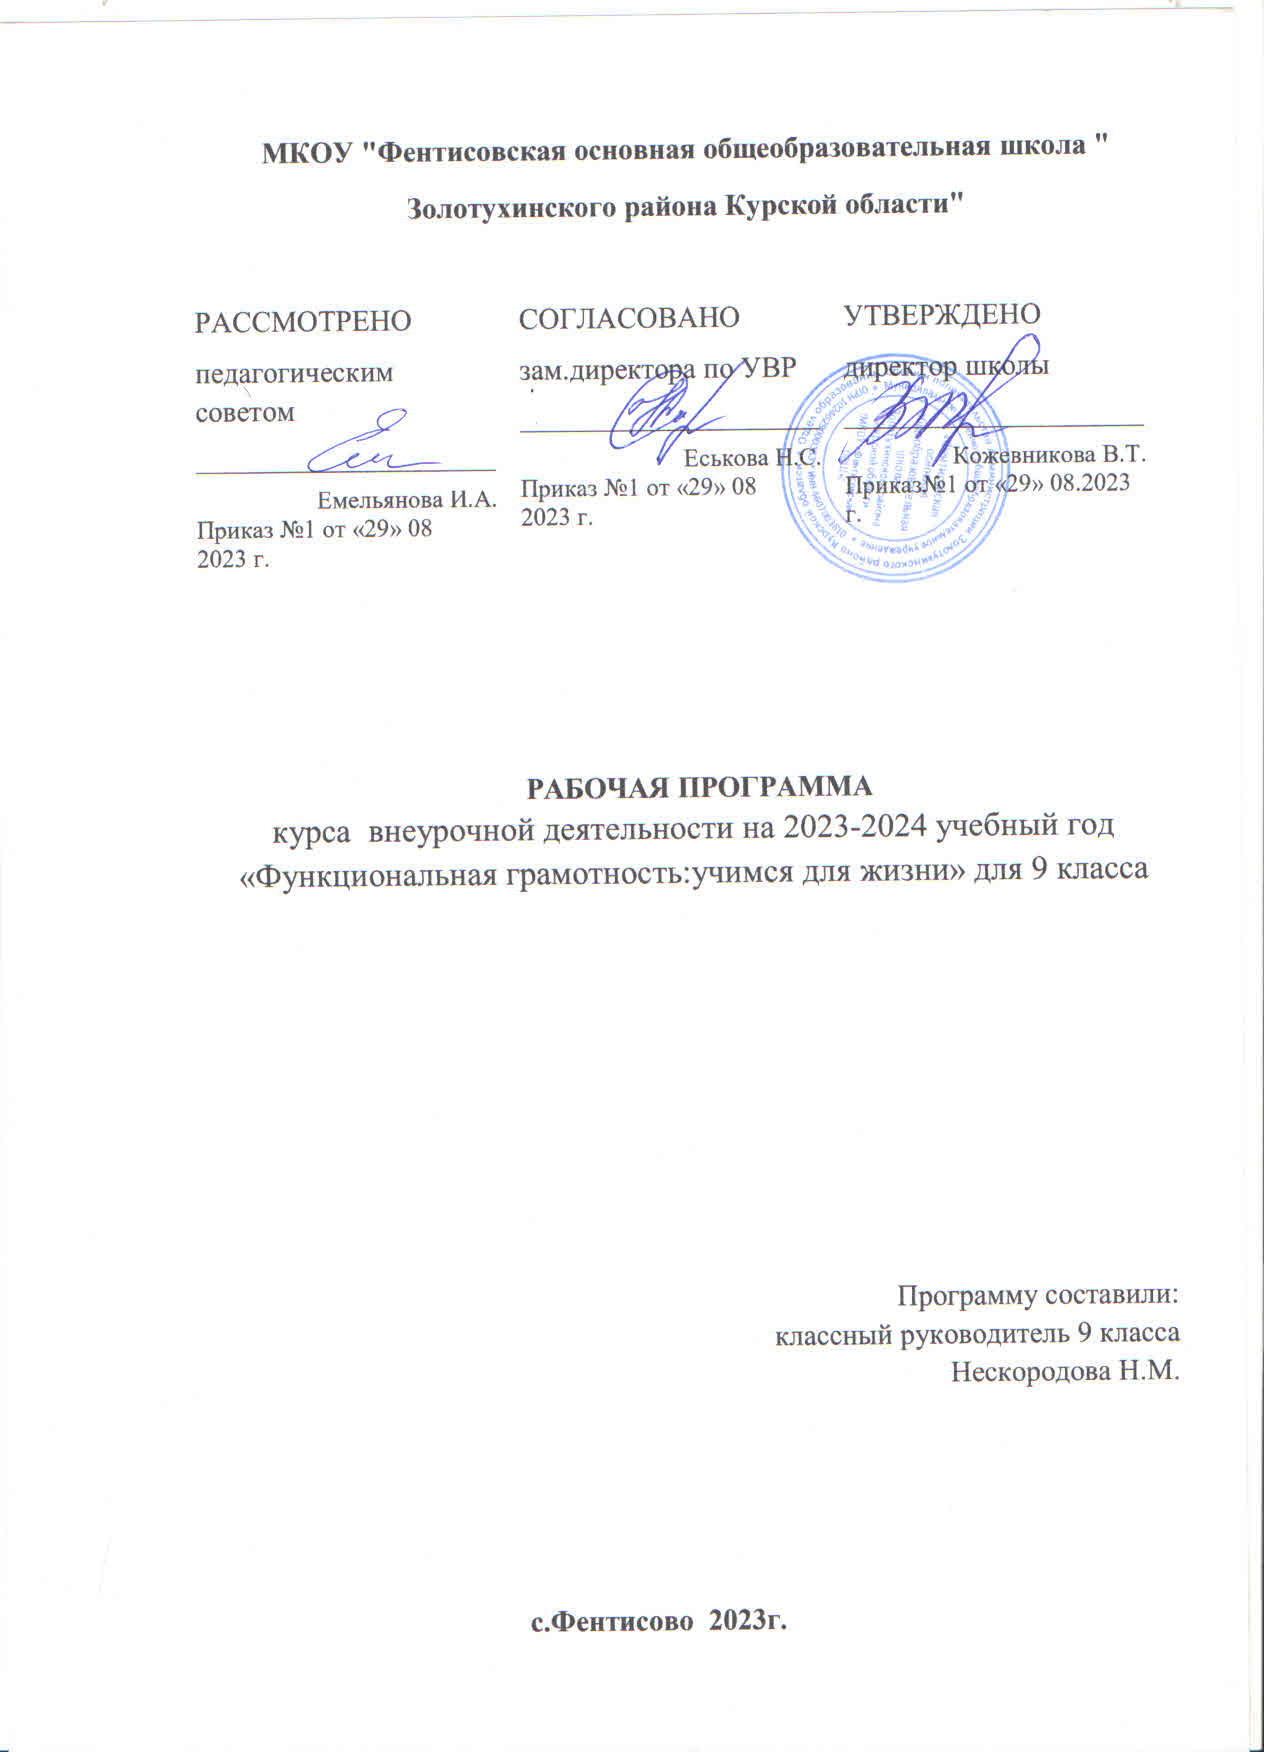 МКОУ "Фентисовская основная общеобразовательная школа "
Золотухинского района Курской области"
РАССМОТРЕНО
педагогическим
советом
Емельянова И.А.
Приказ №1 от «29» 08
2023 г.
СОГЛАСОВАНО
зам.директора по УВР
Еськова Н.С.
Приказ №1 от «29» 08
2023 г.
УТВЕРЖДЕНО
директор школы
Кожевникова В.Т.
Приказ№1 от «29» 08.2023
г.
РАБОЧАЯ ПРОГРАММА
курса внеурочной деятельности на 2023-2024 учебный год
«Функциональная грамотность:учимся для жизни» для 9 класса
Программу составили:
классный руководитель 9 класса
Нескородова Н.М.
с.Фентисово 2023г.